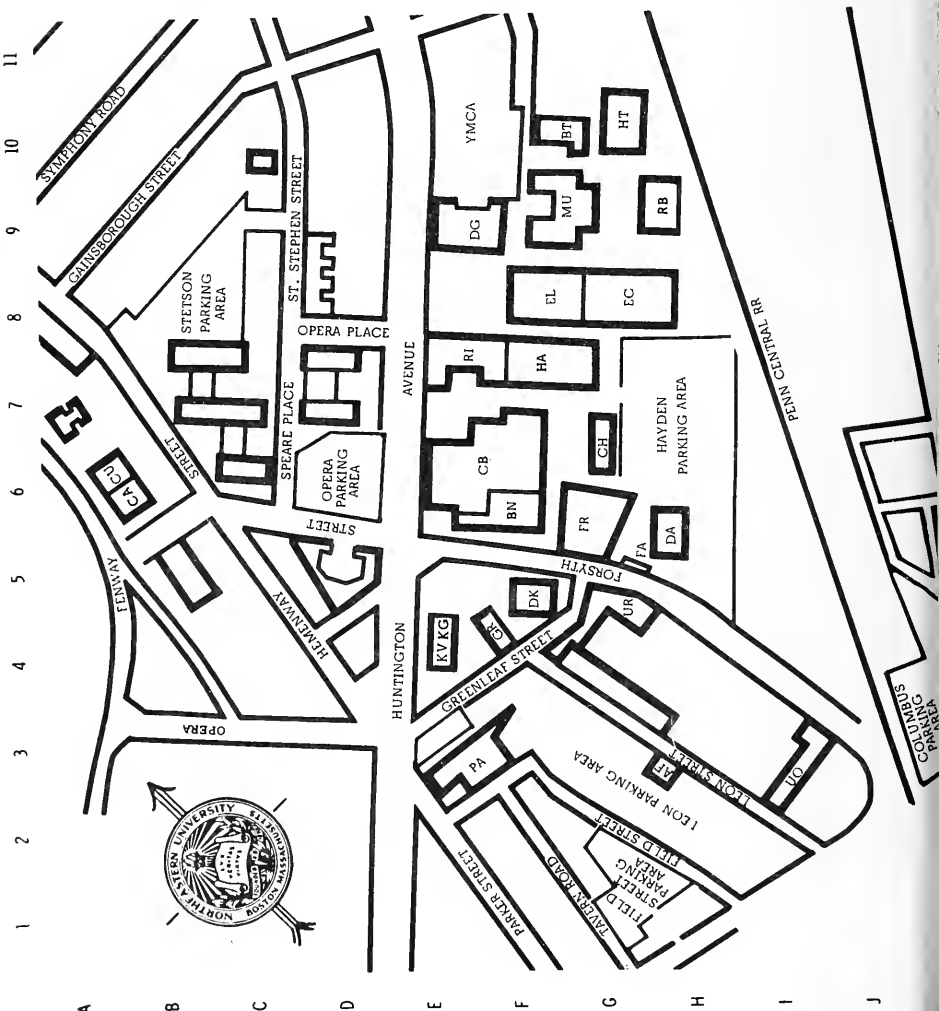 11
10
9
8
7
6
5
4
3
2
1
A
B
C
D
E
F
G
H
I
J
SYMPHONY ROAD
GAINSBOROUGH STREET
ST. STEPHEN STREET
STETSON
PARKING
AREA
OPERA PLACE
SPEARE PLACE
OPERA
PARKING
AREA
STREET
STREET
FENWAY
HEMENWAY
OPERA
CA CU
HUNTINGTON
AVENUE
YMCA
DG
BT
HT
MU
RB
EL
EC
RI
HA
CB
BN
CH
FR
FA
DA
HAYDEN
PARKING AREA
PENN CENTRAL RR
FORSYTH
DK
KV KG
GR
UR
GREENLEAF STREET
PA
AF
UO
LEON STREET
LEON PARKING AREA
FIELD STREET
FIELD
STREET
PARKING
AREA
TAVERN ROAD
PARKER STREET
COLUMBUS
PARKING
AREA
NORTHEASTERN UNIVERSITY
BOSTON MASSACHUSETTS